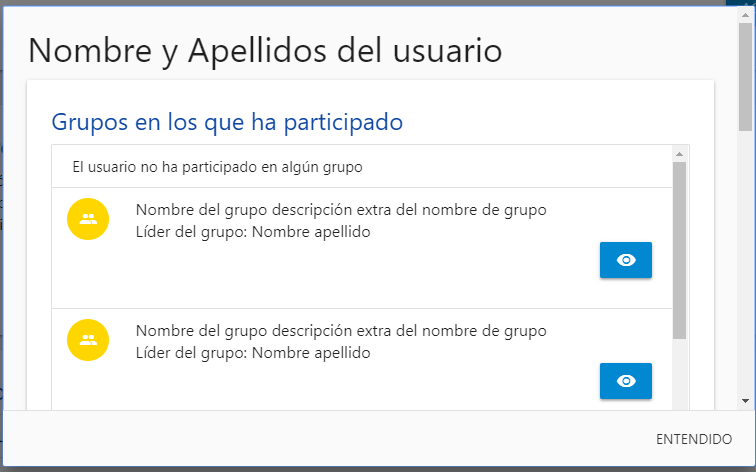 Nombre y Apellidos del usuario
Grupos en los que ha participado
El usuario no ha participado en algún grupo
Nombre del grupo descripción extra del nombre de grupo
Líder del grupo: Nombre apellido
Nombre del grupo descripción extra del nombre de grupo
Líder del grupo: Nombre apellido
ENTENDIDO